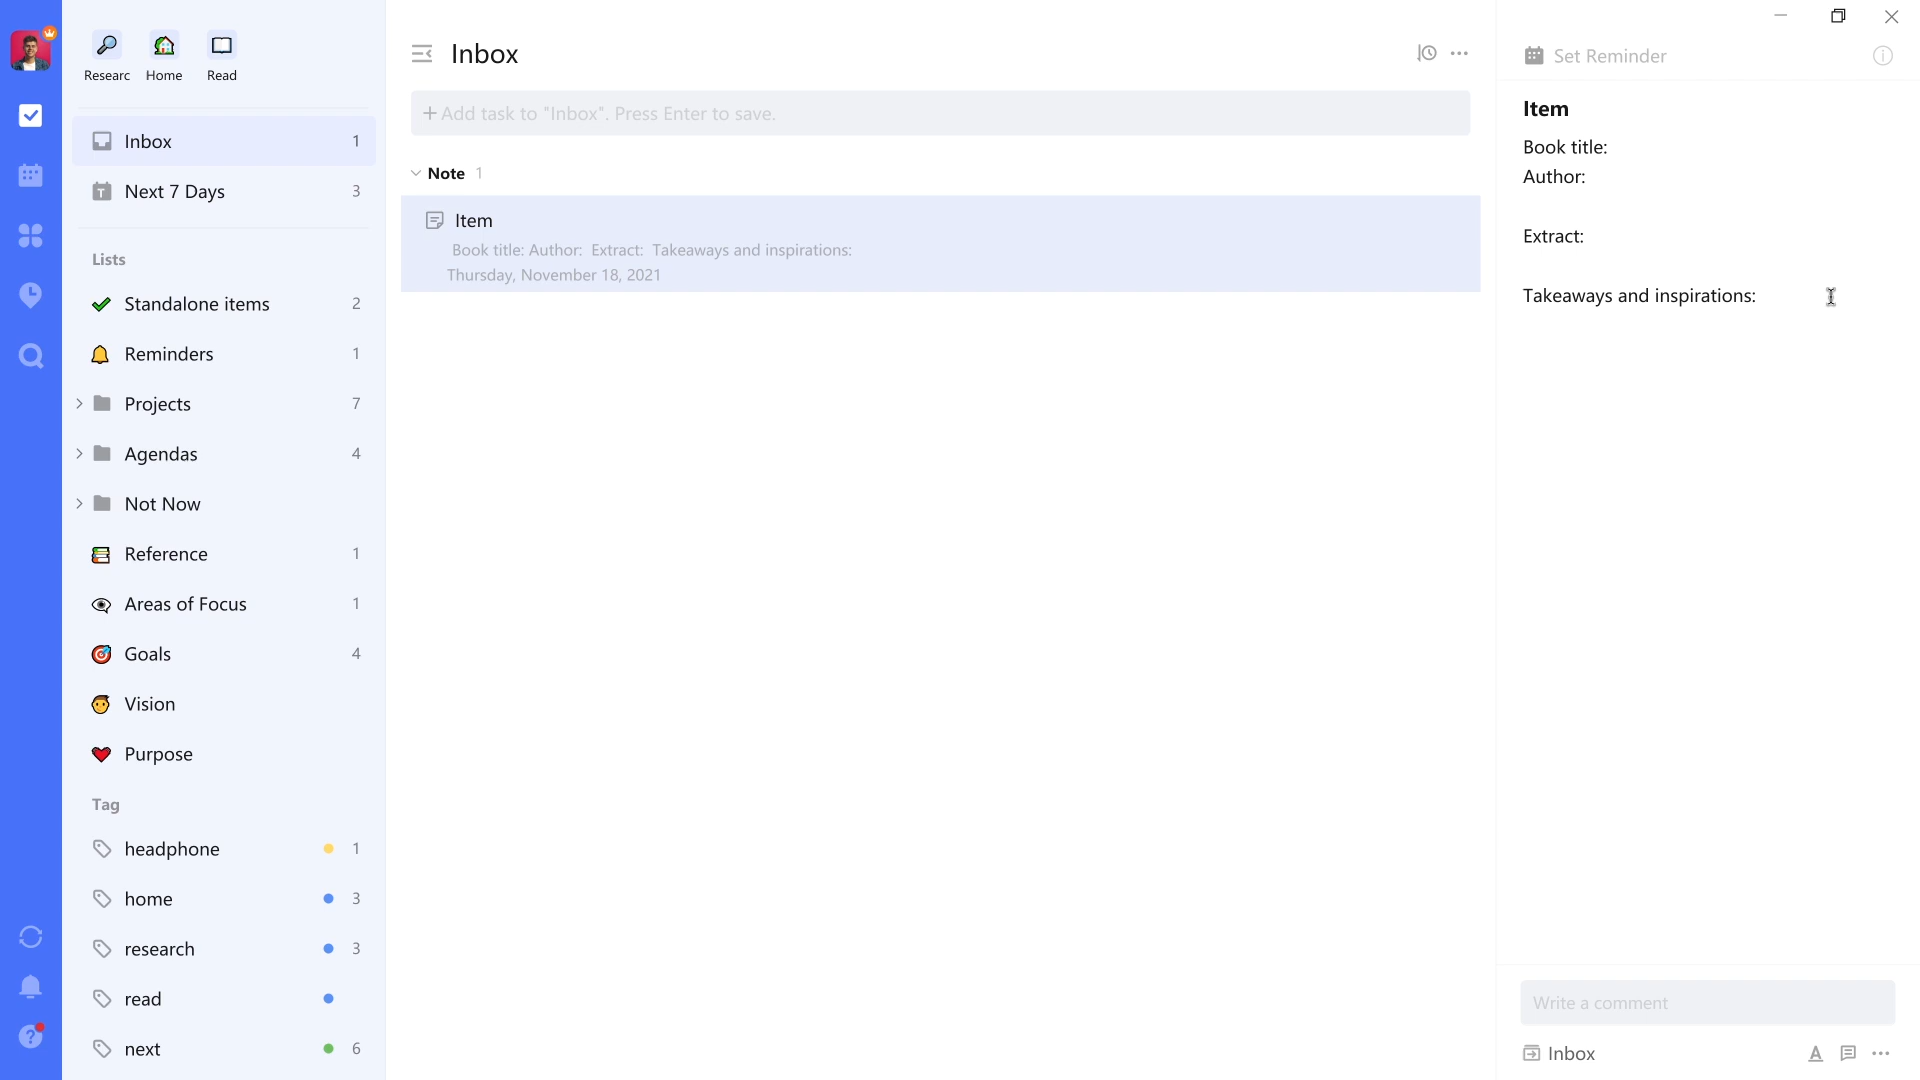 Researc Home Read
Inbox 1
Next 7 Days 3
Lists
Standalone items 2
Reminders 1
Projects 7
Agendas 4
Not Now
Reference 1
Areas of Focus 1
Goals 4
Vision
Purpose
Tag
headphone 1
home 3
research 3
read
next 6
Inbox
+Add task to "Inbox". Press Enter to save.
Note 1
Item
Book title: Author: Extract: Takeaways and inspirations:
Thursday, November 18, 2021
Set Reminder
Item
Book title:
Author:
Extract:
Takeaways and inspirations:
Write a comment
Inbox